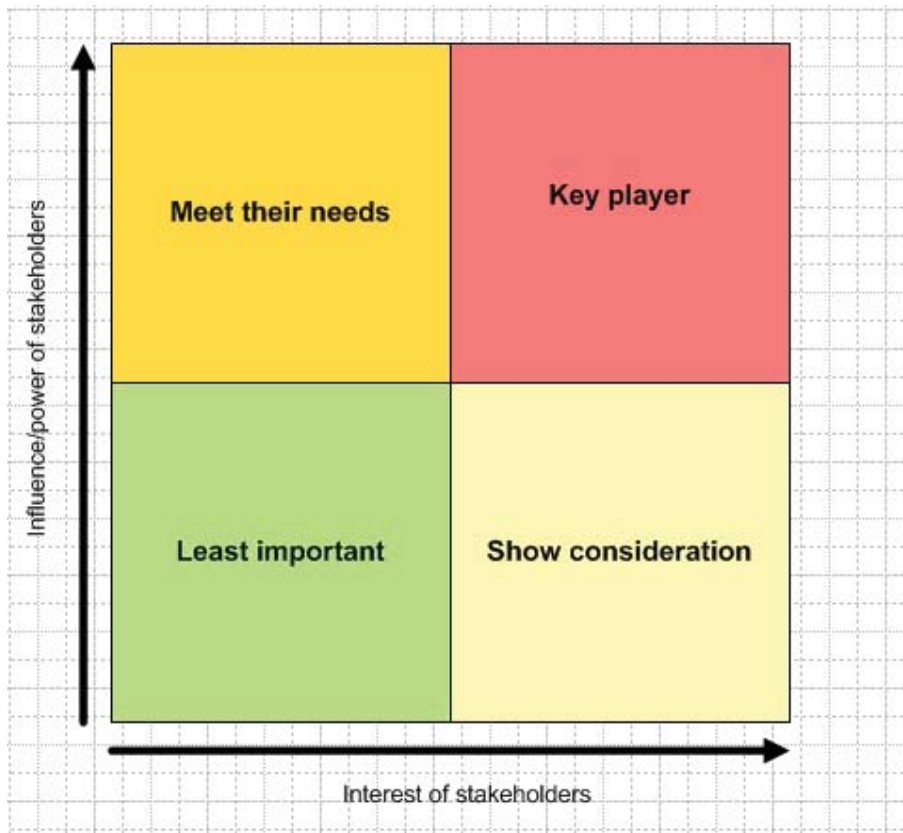 Influence/power of stakeholders
Meet their needs
Key player
Least important
Show consideration
Interest of stakeholders